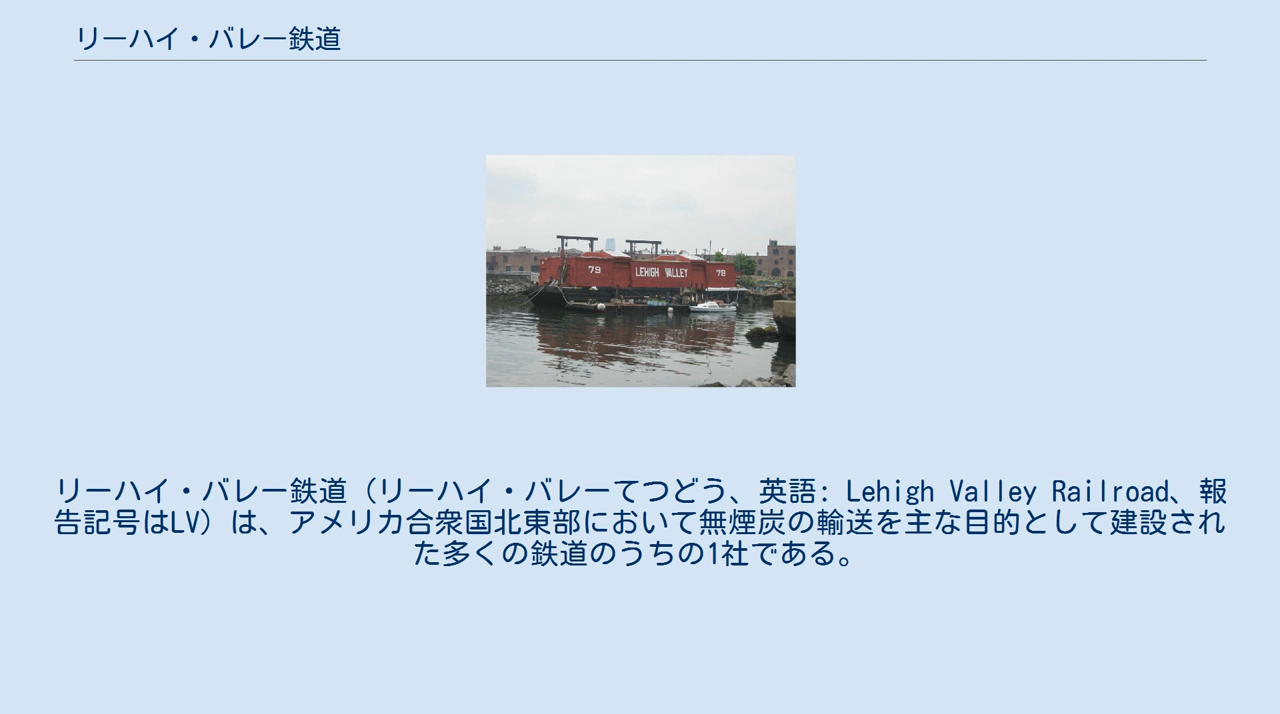 リーハイ・バレー鉄道
79 LEHIGH VALLEY 79
リーハイ・バレー鉄道（リーハイ・バレーてつどう、英語: Lehigh Valley Railroad、報
告記号はLV）は、アメリカ合衆国北東部において無煙炭の輸送を主な目的として建設され
た多くの鉄道のうちの1社である。